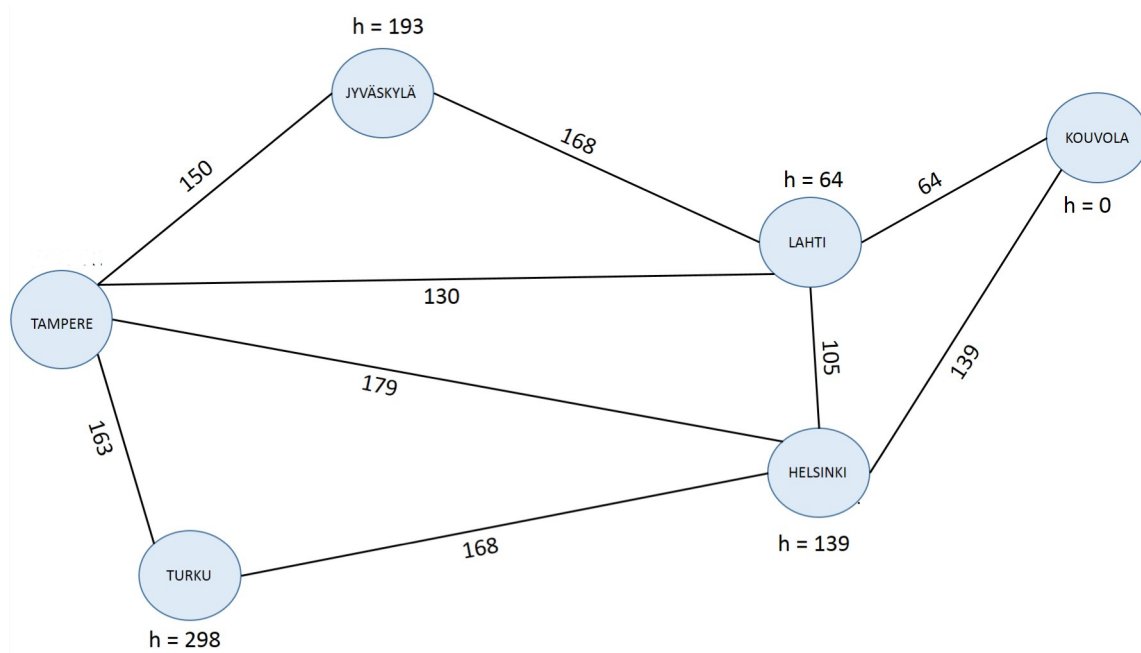 h = 193
JYVÄSKYLÄ
KOUVOLA
h = 0
150
168
h = 64
64
LAHTI
130
TAMPERE
105
139
179
163
HELSINKI
h = 139
168
TURKU
h = 298